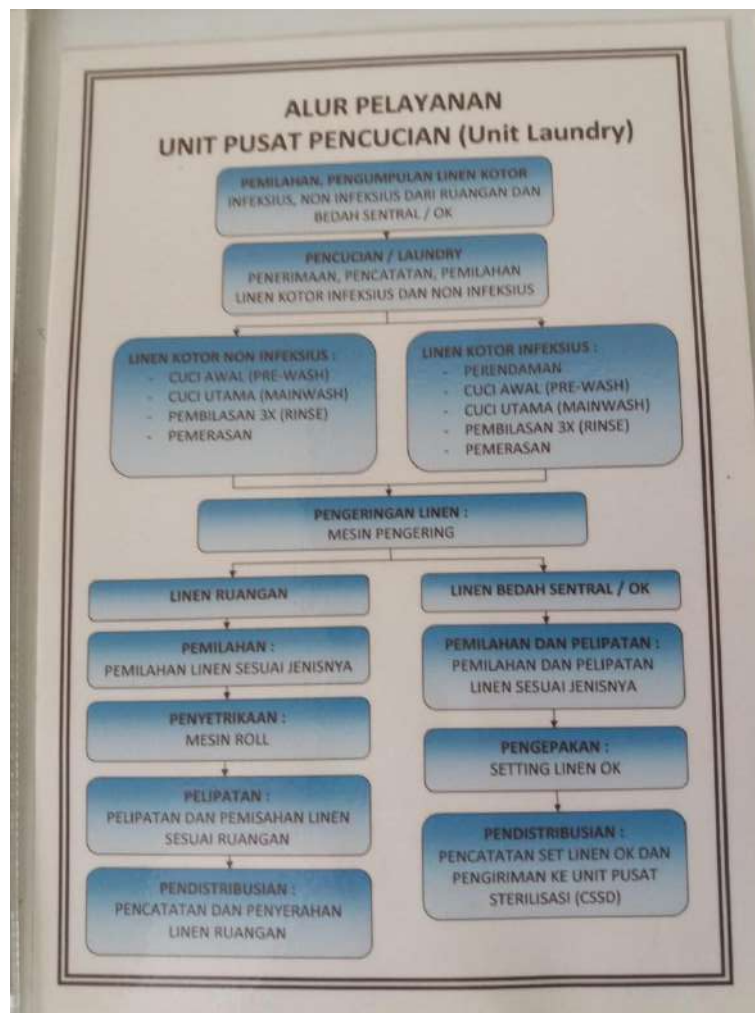 ALUR PELAYANAN
UNIT PUSAT PENCUCIAN (Unit Laundry)
PEMILAHAN, PENGUMPULAN LINEN KOTOR
INFEKSIUS, NON INFEKSIUS DARI RUANGAN DAN
BEDAH SENTRAL / OK
PENCUCIAN / LAUNDRY
PENERIMAAN, PENCATATAN, PEMILAHAN
LINEN KOTOR INFEKSIUS DAN NON INFEKSIUS
LINEN KOTOR NON INFEKSIUS :
- CUCI AWAL (PRE-WASH)
- CUCI UTAMA (MAINWASH)
- PEMBILASAN 3X (RINSE)
- PEMERASAN
LINEN KOTOR INFEKSIUS :
- PERENDAMAN
- CUCI AWAL (PRE-WASH)
- CUCI UTAMA (MAINWASH)
- PEMBILASAN 3X (RINSE)
- PEMERASAN
PENGERINGAN LINEN :
MESIN PENGERING
LINEN RUANGAN
PEMILAHAN :
PEMILAHAN LINEN SESUAI JENISNYA
PENYETRIKAAN :
MESIN ROLL
PELIPATAN :
PELIPATAN DAN PEMISAHAN LINEN
SESUAI RUANGAN
PENDISTRIBUSIAN :
PENCATATAN DAN PENYERAHAN
LINEN RUANGAN
LINEN BEDAH SENTRAL / OK
PEMILAHAN DAN PELIPATAN :
PEMILAHAN DAN PELIPATAN
LINEN SESUAI JENISNYA
PENGEPAKAN :
SETTING LINEN OK
PENDISTRIBUSIAN :
PENCATATAN SET LINEN OK DAN
PENGIRIMAN KE UNIT PUSAT
STERILISASI (CSSD)